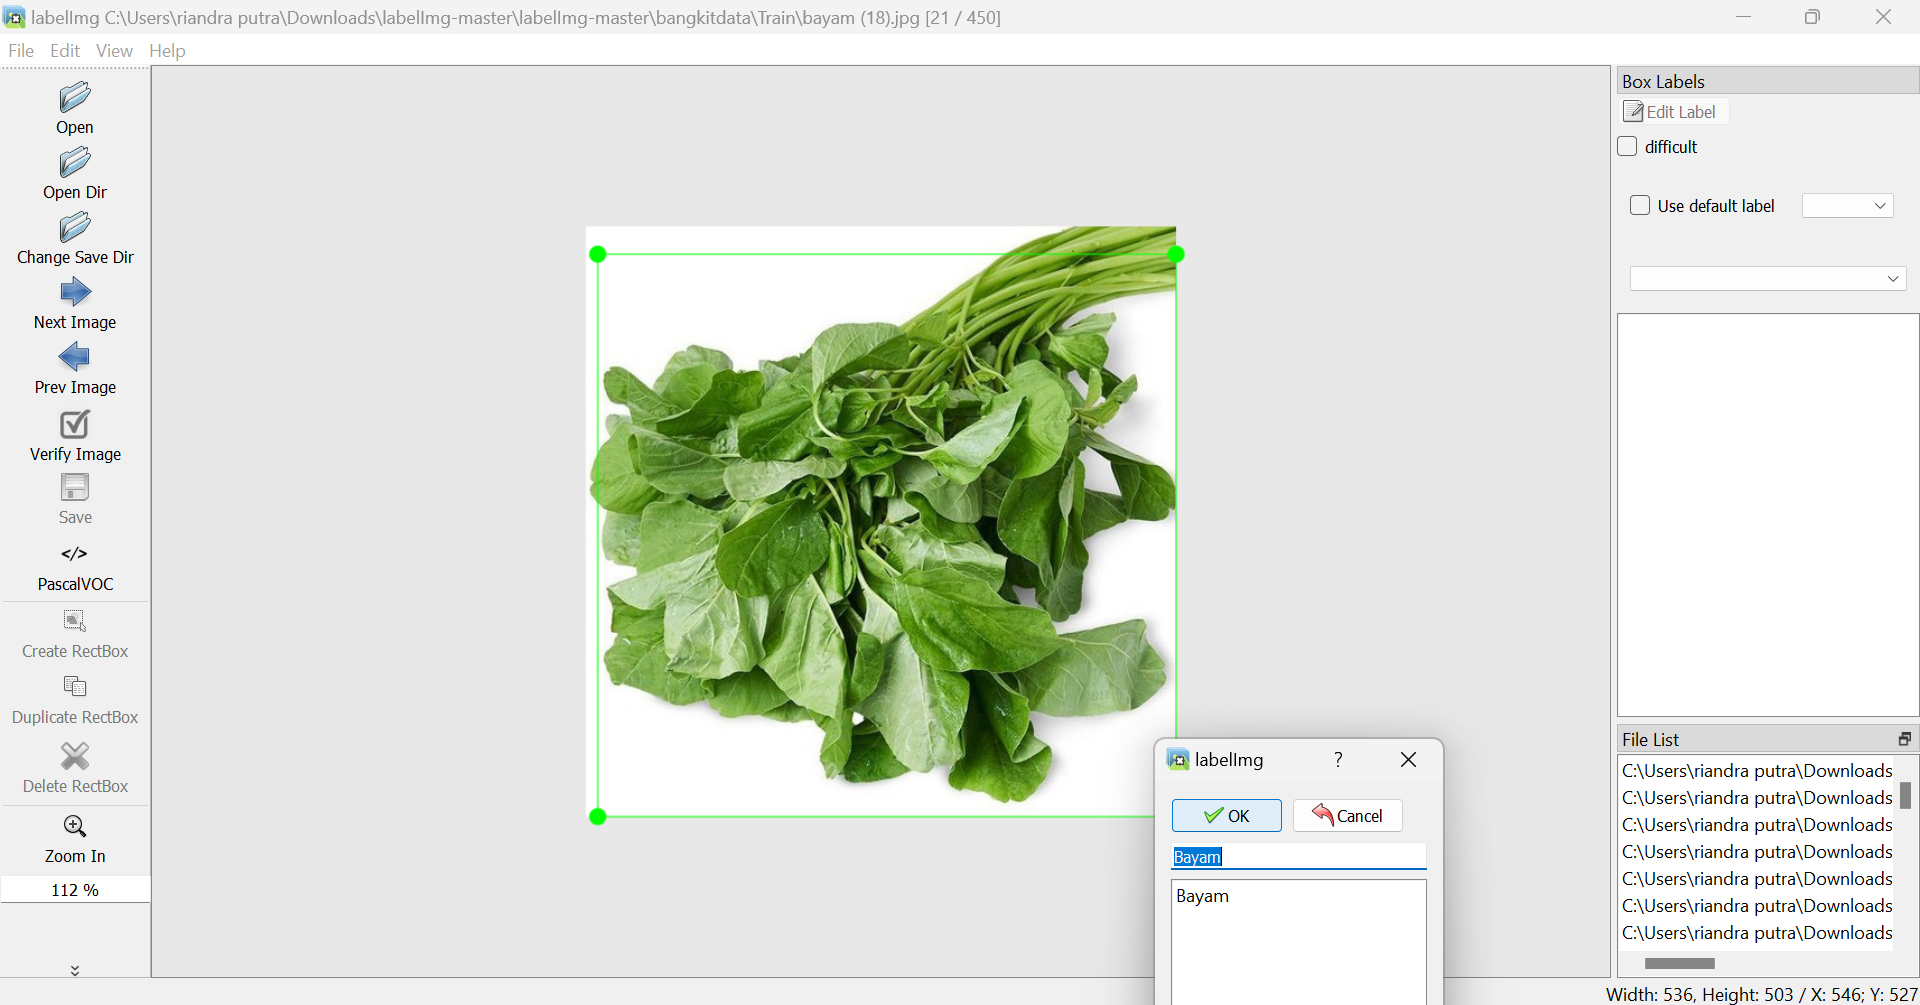 labelImg C:\Users\riandra putra\Downloads\labelImg-master\labelImg-master\bangkitdata\Train\bayam (18).jpg [21 / 450]
File Edit View Help
Open
Open Dir
Change Save Dir
Next Image
Prev Image
Verify Image
Save
</>
PascalVOC
Create RectBox
Duplicate RectBox
Delete RectBox
Zoom In
112 %
labelImg ?
OK Cancel
Bayam
Bayam
Box Labels
Edit Label
difficult
Use default label
File List
C:\Users\riandra putra\Downloads
C:\Users\riandra putra\Downloads
C:\Users\riandra putra\Downloads
C:\Users\riandra putra\Downloads
C:\Users\riandra putra\Downloads
C:\Users\riandra putra\Downloads
C:\Users\riandra putra\Downloads
Width: 536, Height: 503 / X: 546; Y: 527